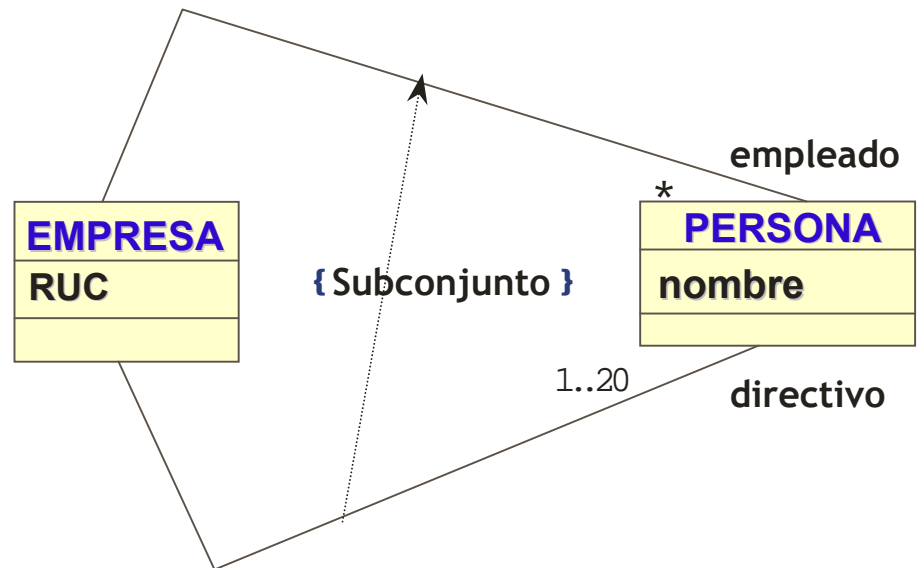 empleado
*
EMPRESA
PERSONA
RUC
{ Subconjunto }
nombre
1..20
directivo